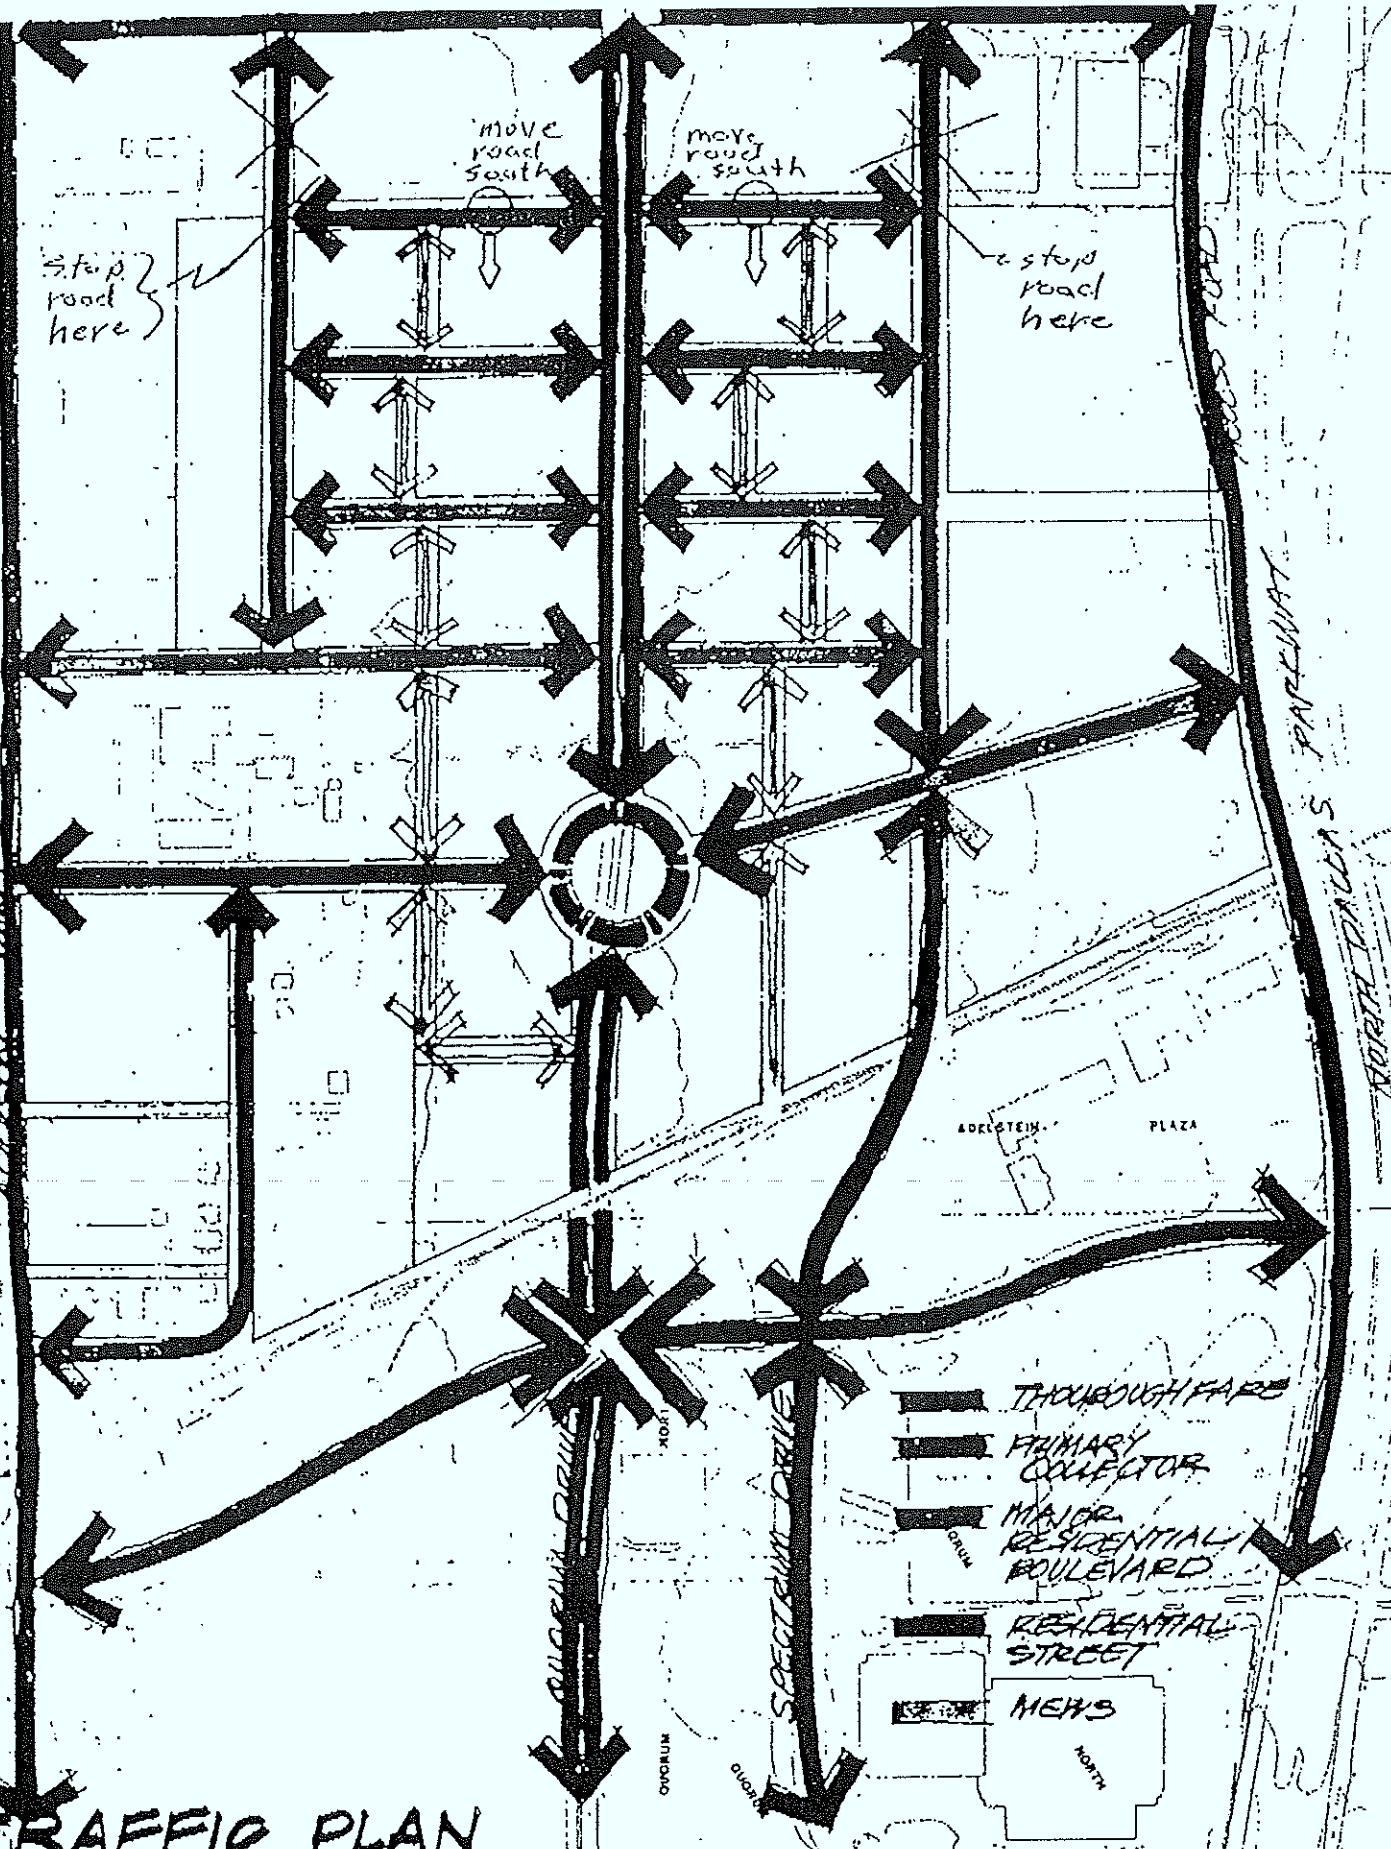 move
road
south
move
road
south
stop
road
here
stop
road
here
NORTH DALLAS PARKWAY
ADELSTEIN
PLAZA
QUORUM DRIVE
SPECTRUM DRIVE
THOUROUGHFARE
PRIMARY
COLLECTOR
MAJOR
RESIDENTIAL
BOULEVARD
RESIDENTIAL
STREET
MEWS
QUORUM
NORTH
RAFFIC PLAN